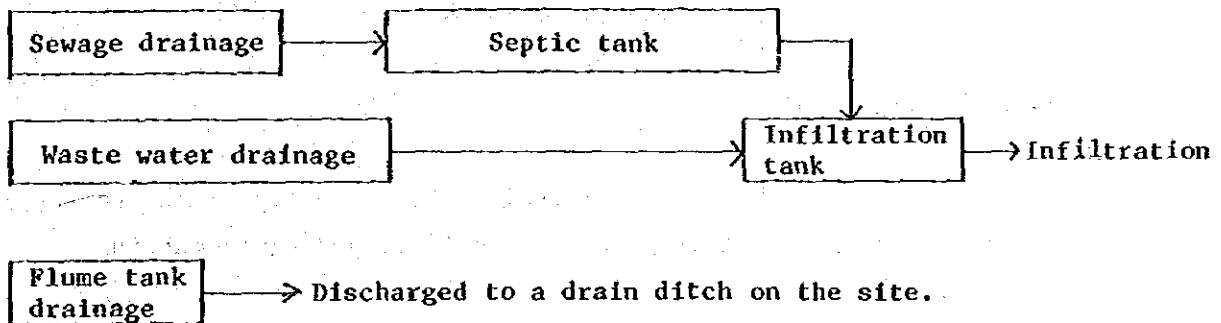 Sewage drainage
Septic tank
Waste water drainage
Infiltration
tank
Infiltration
Flume tank
drainage
Discharged to a drain ditch on the site.